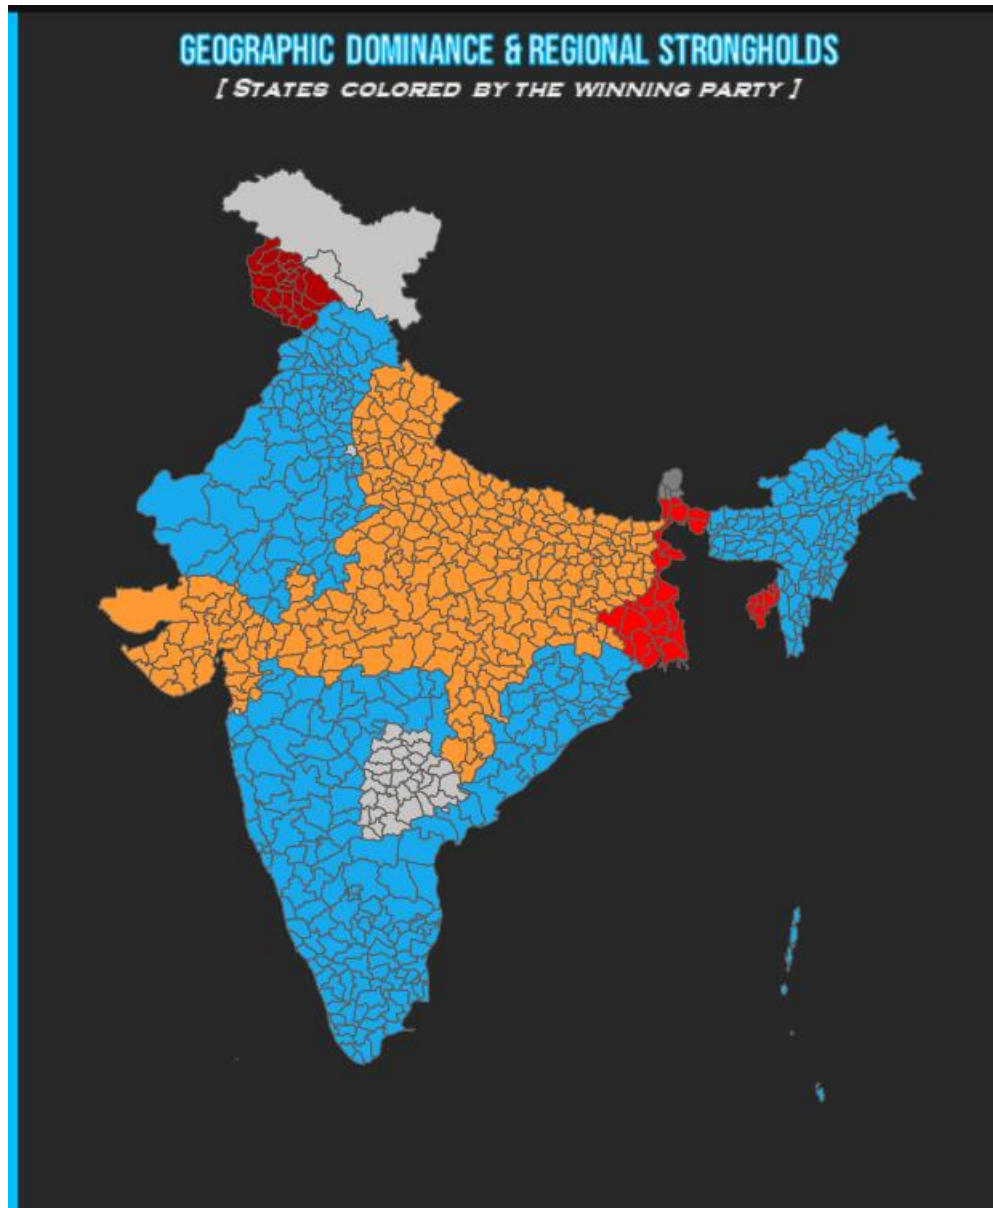 GEOGRAPHIC DOMINANCE & REGIONAL STRONGHOLDS
[ STATES COLORED BY THE WINNING PARTY ]